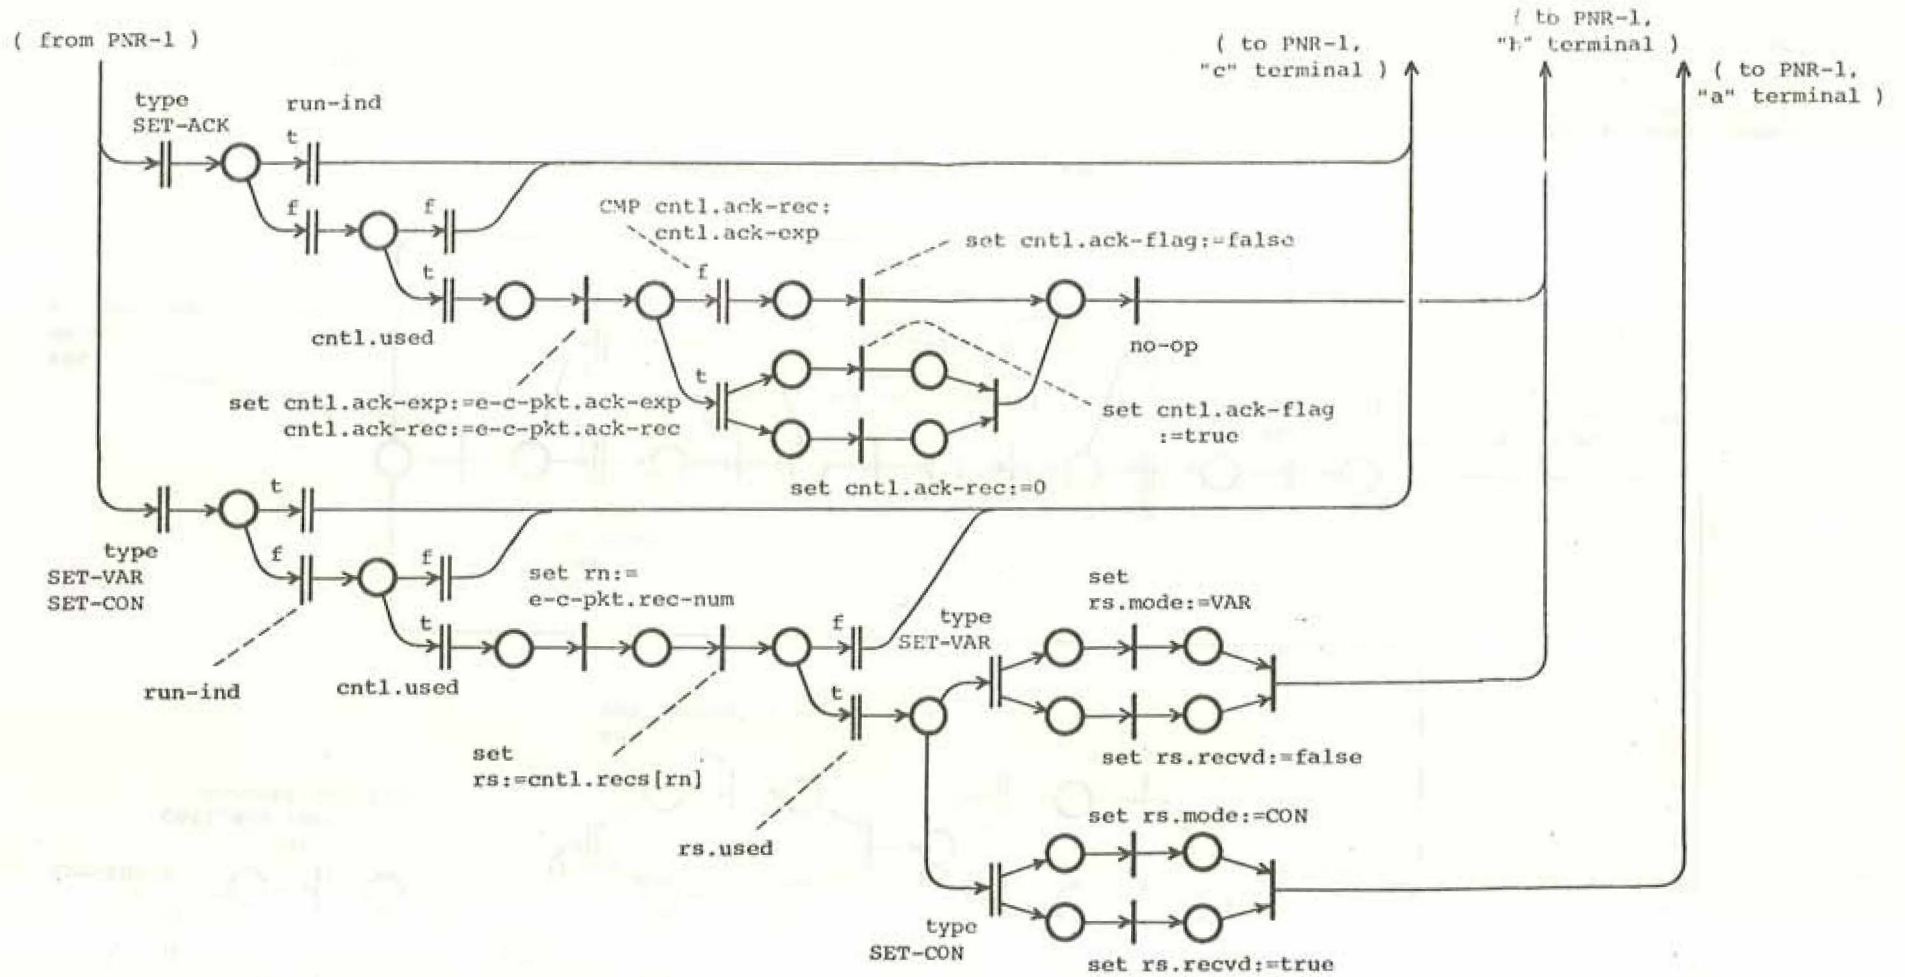 ( from PNR-1 )
( to PNR-1,
"c" terminal )
( to PNR-1,
terminal )
( to PNR-1,
"a" terminal )
type
SET-ACK
run-ind
t
f
f
CMP cntl.ack-rec:
cntl.ack-exp
set cntl.ack-flag:=false
t
f
cntl.used
no-op
t
set cntl.ack-exp:=e-c-pkt.ack-exp
cntl.ack-rec:=e-c-pkt.ack-rec
set cntl.ack-flag
:=true
set cntl.ack-rec:=0
t
type
SET-VAR
SET-CON
f
f
set rn:=
e-c-pkt.rec-num
set
rs.mode:=VAR
t
f
type
SET-VAR
run-ind
cntl.used
t
set
rs:=cntl.recs[rn]
set rs.recvd:=false
rs.used
set rs.mode:=CON
type
SET-CON
set rs.recvd:=true